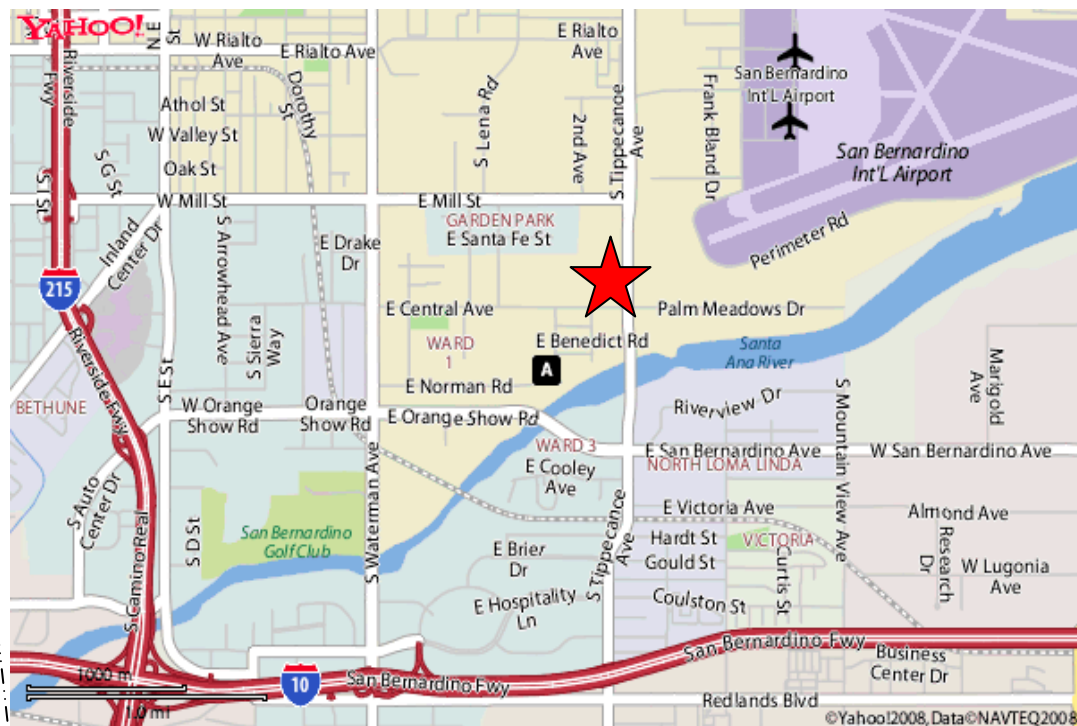 YAHOO!
N E St
W Rialto
Ave
E Rialto Ave
E Rialto
Ave
Riverside
Fwy
Dorothy
St
S Lena Rd
2nd Ave
S Tippecanoe
Ave
Frank Bland Dr
San Bernardino
Int'L Airport
San Bernardino
Int'L Airport
Athol St
W Valley St
Oak St
S G St
S I St
W Mill St
E Mill St
GARDEN PARK
E Santa Fe St
Perimeter Rd
Inland
Center Dr
S Arrowhead Ave
E Drake
Dr
215
E Central Ave
Palm Meadows Dr
S Sierra
Way
WARD
1
E Benedict Rd
Santa
Ana River
A
Riverside Fwy
S E St
E Norman Rd
Marigold
Ave
BETHUNE
W Orange
Show Rd
Orange
Show Rd
E Orange Show Rd
Riverview Dr
S Mountain View Ave
WARD 3
E San Bernardino Ave
W San Bernardino Ave
E Cooley
Ave
NORTH LOMA LINDA
S Auto
Center Dr
S Waterman Ave
S D St
San Bernardino
Golf Club
S Tippecanoe
Ave
E Victoria Ave
Almond Ave
Hardt St
VICTORIA
Gould St
Curtis St
Research
Dr
W Lugonia
Ave
E Brier
Dr
S Camino Real
E Hospitality
Ln
Coulston St
San Bernardino Fwy
Business
Center Dr
1000 m
10
San Bernardino Fwy
1.0 mi
Redlands Blvd
©Yahoo!2008, Data©NAVTEQ2008